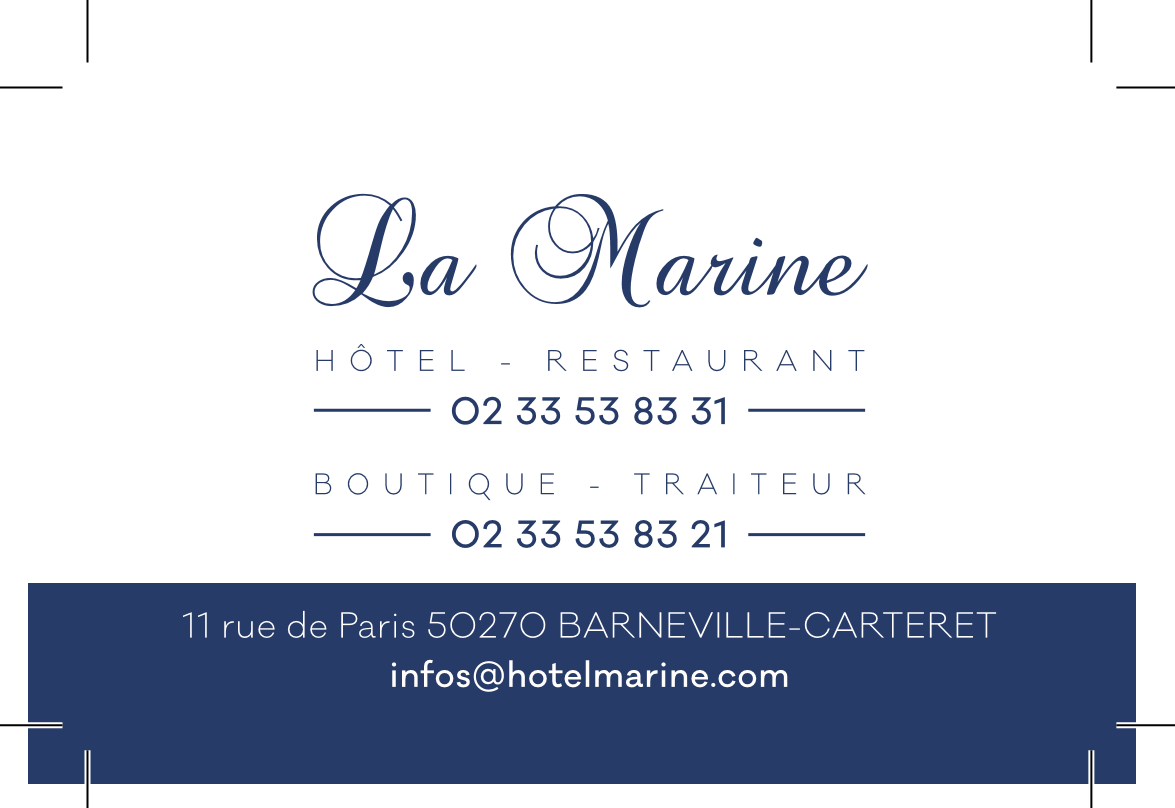 La Marine
HÔTEL - RESTAURANT
02 33 53 83 31
BOUTIQUE - TRAITEUR
02 33 53 83 21
11 rue de Paris 50270 BARNEVILLE-CARTERET
infos@hotelmarine.com